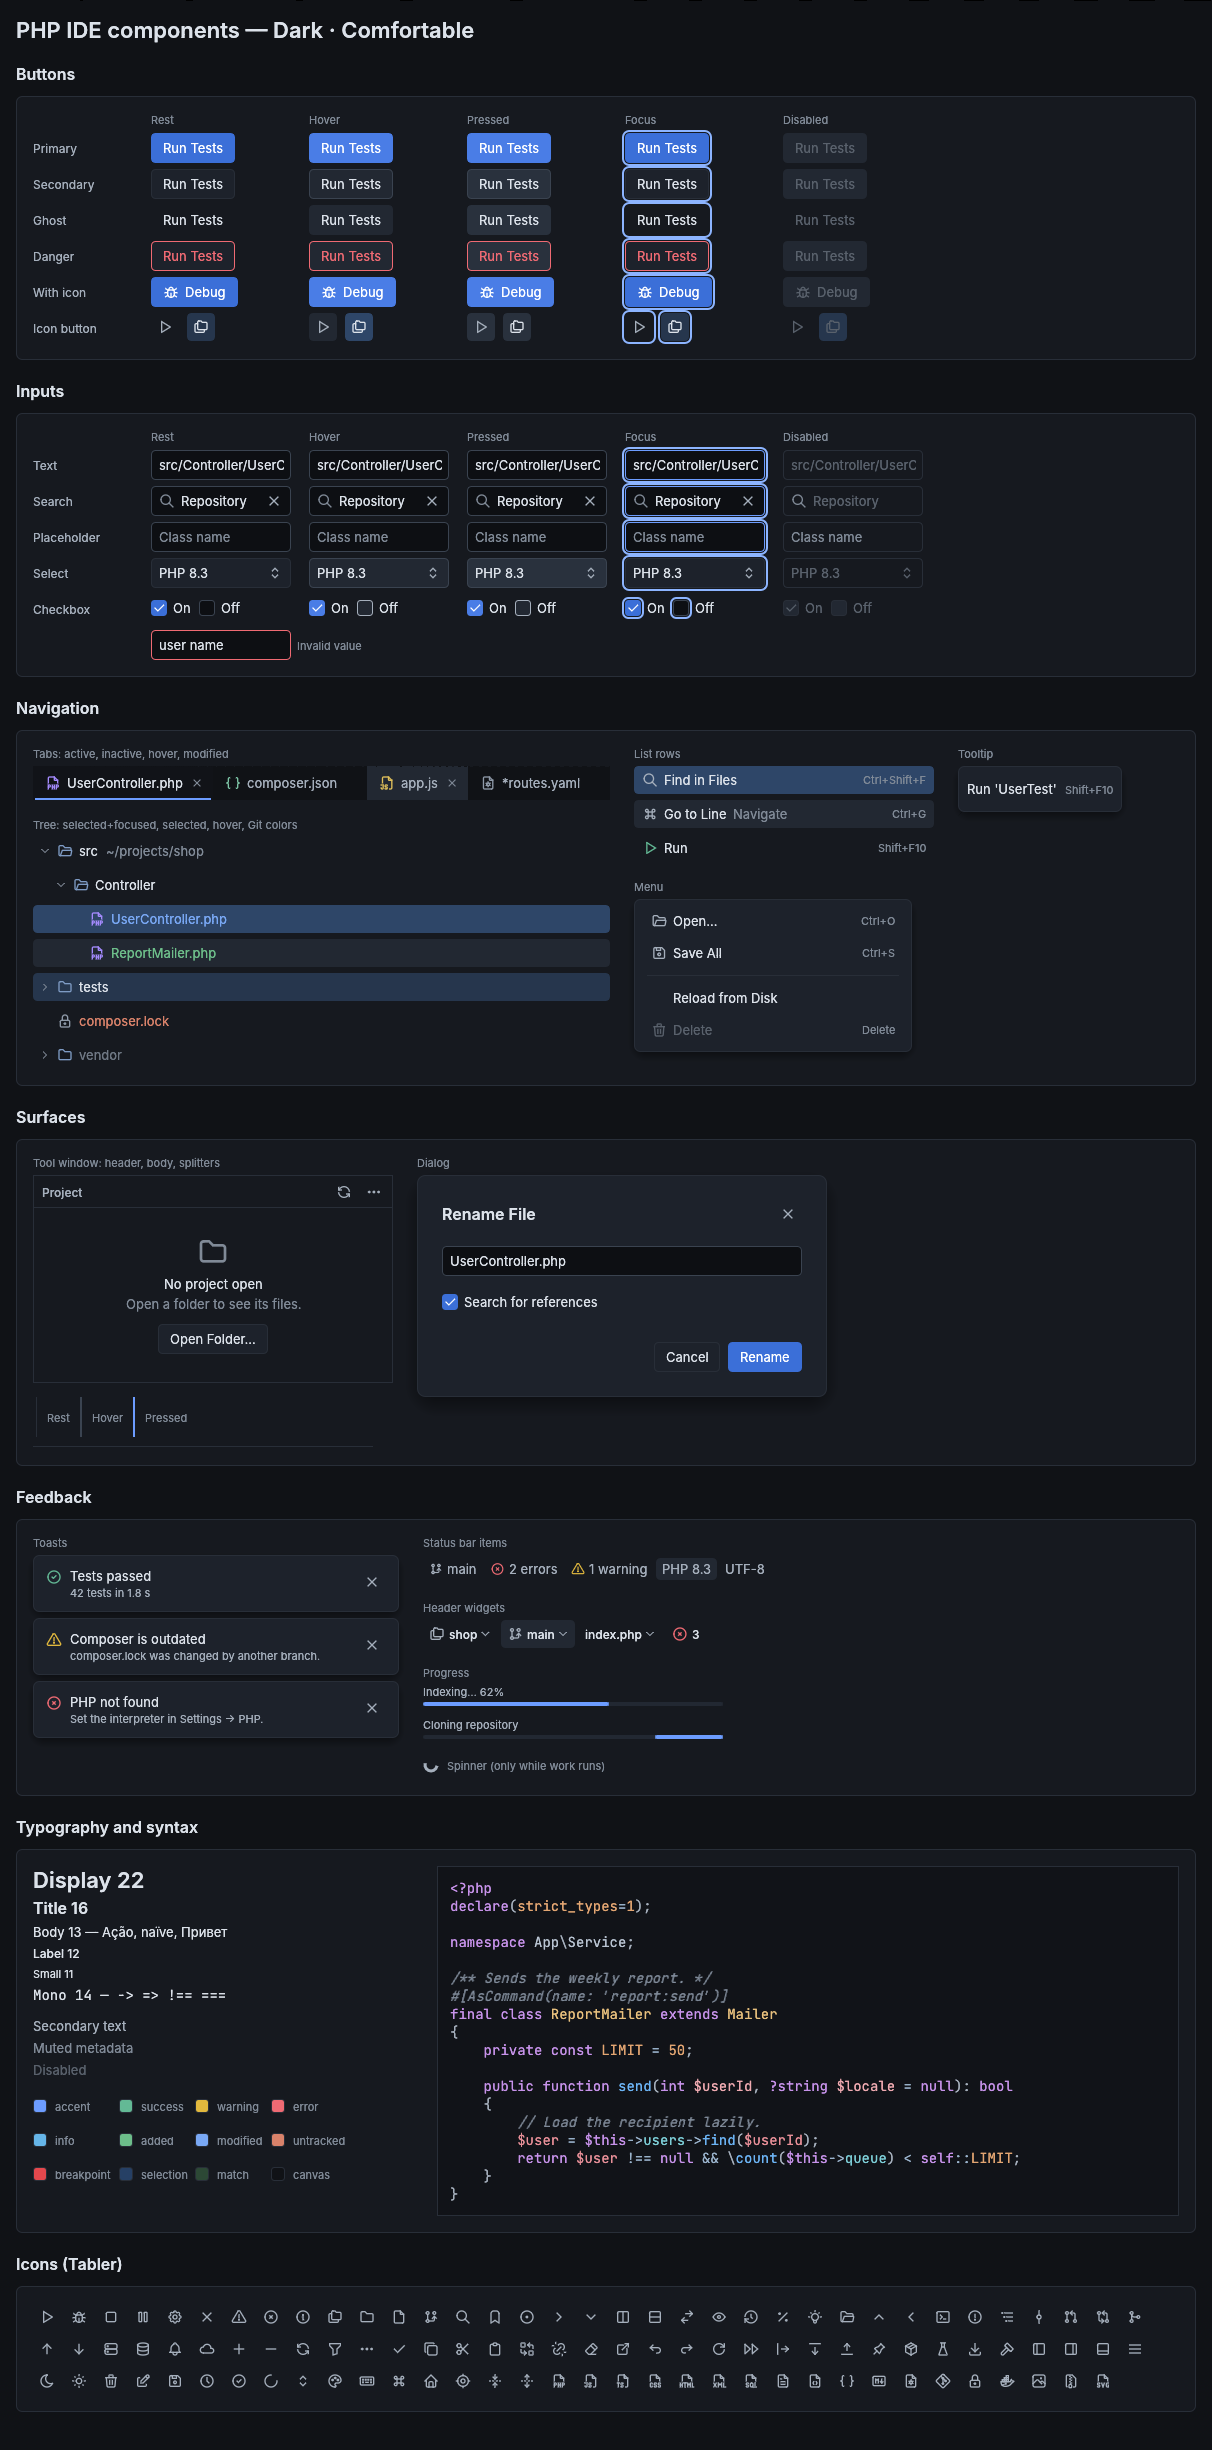 PHP IDE components — Dark · Comfortable
Buttons
Rest Hover Pressed Focus Disabled
Primary Run Tests Run Tests Run Tests Run Tests Run Tests
Secondary Run Tests Run Tests Run Tests Run Tests Run Tests
Ghost Run Tests Run Tests Run Tests Run Tests Run Tests
Danger Run Tests Run Tests Run Tests Run Tests Run Tests
With icon Debug Debug Debug Debug Debug
Icon button
Inputs
Rest Hover Pressed Focus Disabled
Text src/Controller/UserC src/Controller/UserC src/Controller/UserC src/Controller/UserC src/Controller/UserC
Search Repository Repository Repository Repository Repository
Placeholder Class name Class name Class name Class name Class name
Select PHP 8.3 PHP 8.3 PHP 8.3 PHP 8.3 PHP 8.3
Checkbox On Off On Off On Off On Off On Off
user name Invalid value
Navigation
Tabs: active, inactive, hover, modified
UserController.php composer.json app.js *routes.yaml
Tree: selected+focused, selected, hover, Git colors
src ~/projects/shop
Controller
UserController.php
ReportMailer.php
tests
composer.lock
vendor
List rows
Find in Files Ctrl+Shift+F
Go to Line Navigate Ctrl+G
Run Shift+F10
Menu
Open... Ctrl+O
Save All Ctrl+S
Reload from Disk
Delete Delete
Tooltip
Run 'UserTest' Shift+F10
Surfaces
Tool window: header, body, splitters
Project
No project open
Open a folder to see its files.
Open Folder...
Rest Hover Pressed
Dialog
Rename File
UserController.php
Search for references
Cancel Rename
Feedback
Toasts
Tests passed
42 tests in 1.8 s
Composer is outdated
composer.lock was changed by another branch.
PHP not found
Set the interpreter in Settings → PHP.
Status bar items
main 2 errors 1 warning PHP 8.3 UTF-8
Header widgets
shop main index.php 3
Progress
Indexing... 62%
Cloning repository
Spinner (only while work runs)
Typography and syntax
Display 22
Title 16
Body 13 — Ação, naïve, Привет
Label 12
Small 11
Mono 14 — -> => !== ===
Secondary text
Muted metadata
Disabled
accent success warning error
info added modified untracked
breakpoint selection match canvas
<?php
declare(strict_types=1);
namespace App\Service;
/** Sends the weekly report. */
#[AsCommand(name: 'report:send')]
final class ReportMailer extends Mailer
{
private const LIMIT = 50;
public function send(int $userId, ?string $locale = null): bool
{
// Load the recipient lazily.
$user = $this->users->find($userId);
return $user !== null && \count($this->queue) < self::LIMIT;
}
}
Icons (Tabler)
PHP JS TS CSS HTML XML SQL SVG